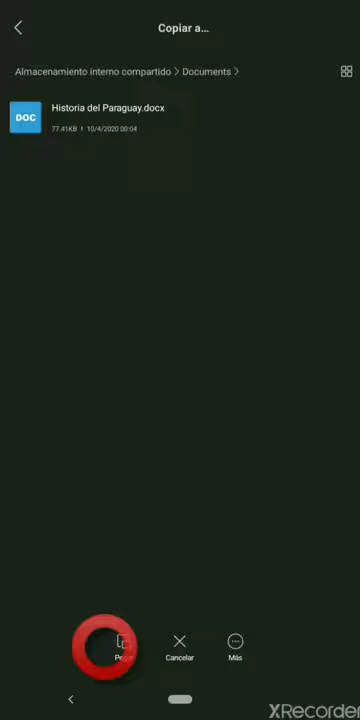 Copiar a...
Almacenamiento interno compartido > Documents >
DOC
Historia del Paraguay.docx
77.41KB | 10/4/2020 00:04
Cancelar
Más
XRecorder